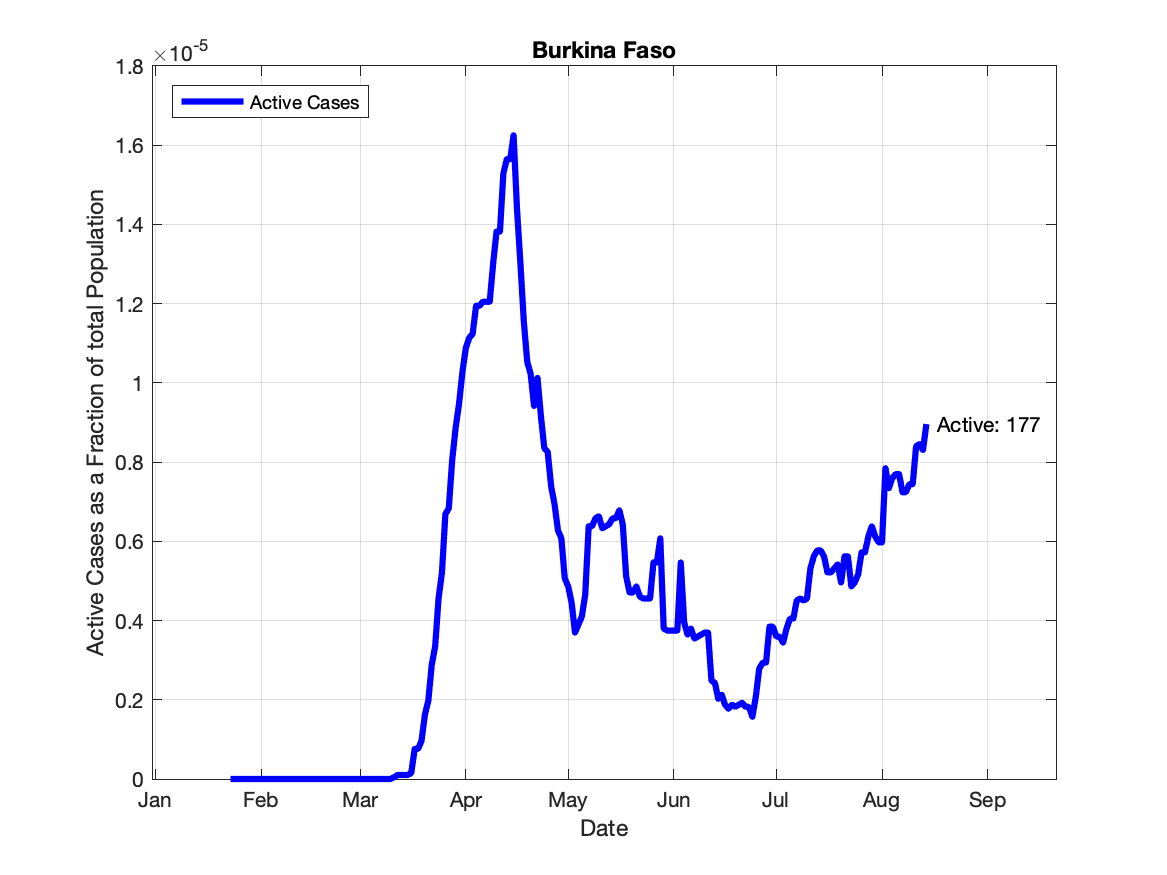 Burkina Faso
×10⁻⁵
1.8
1.6
1.4
1.2
1
0.8
0.6
0.4
0.2
0
Active Cases as a Fraction of total Population
Active Cases
Active: 177
Jan Feb Mar Apr May Jun Jul Aug Sep
Date